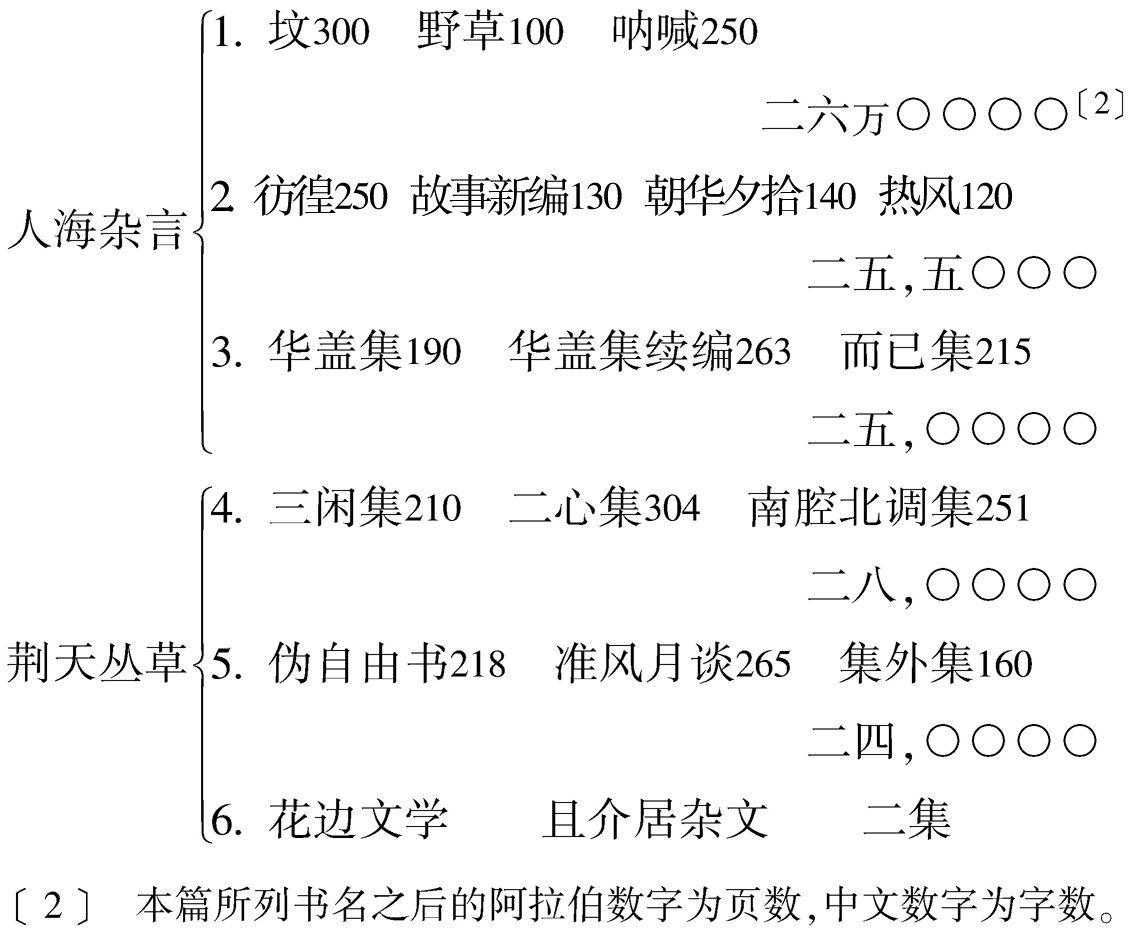 1. 坟300 野草100 呐喊250
二六万〇〇〇〇〔2〕
人海杂言
2. 彷徨250 故事新编130 朝华夕拾140 热风120
二五,五〇〇〇
3. 华盖集190 华盖集续编263 而已集215
二五,〇〇〇〇
4. 三闲集210 二心集304 南腔北调集251
二八,〇〇〇〇
荆天丛草
5. 伪自由书218 准风月谈265 集外集160
二四,〇〇〇〇
6. 花边文学 且介居杂文 二集
〔2〕 本篇所列书名之后的阿拉伯数字为页数,中文数字为字数。